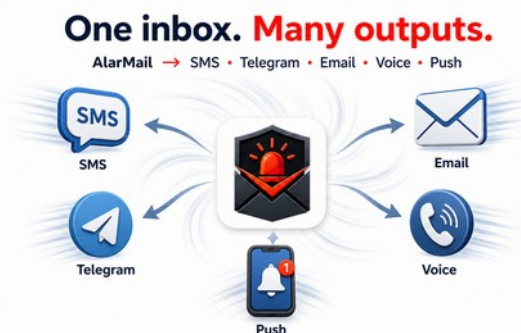 One inbox. Many outputs.
AlarMail → SMS • Telegram • Email • Voice • Push
SMS
SMS
Email
Telegram
Voice
1
Push